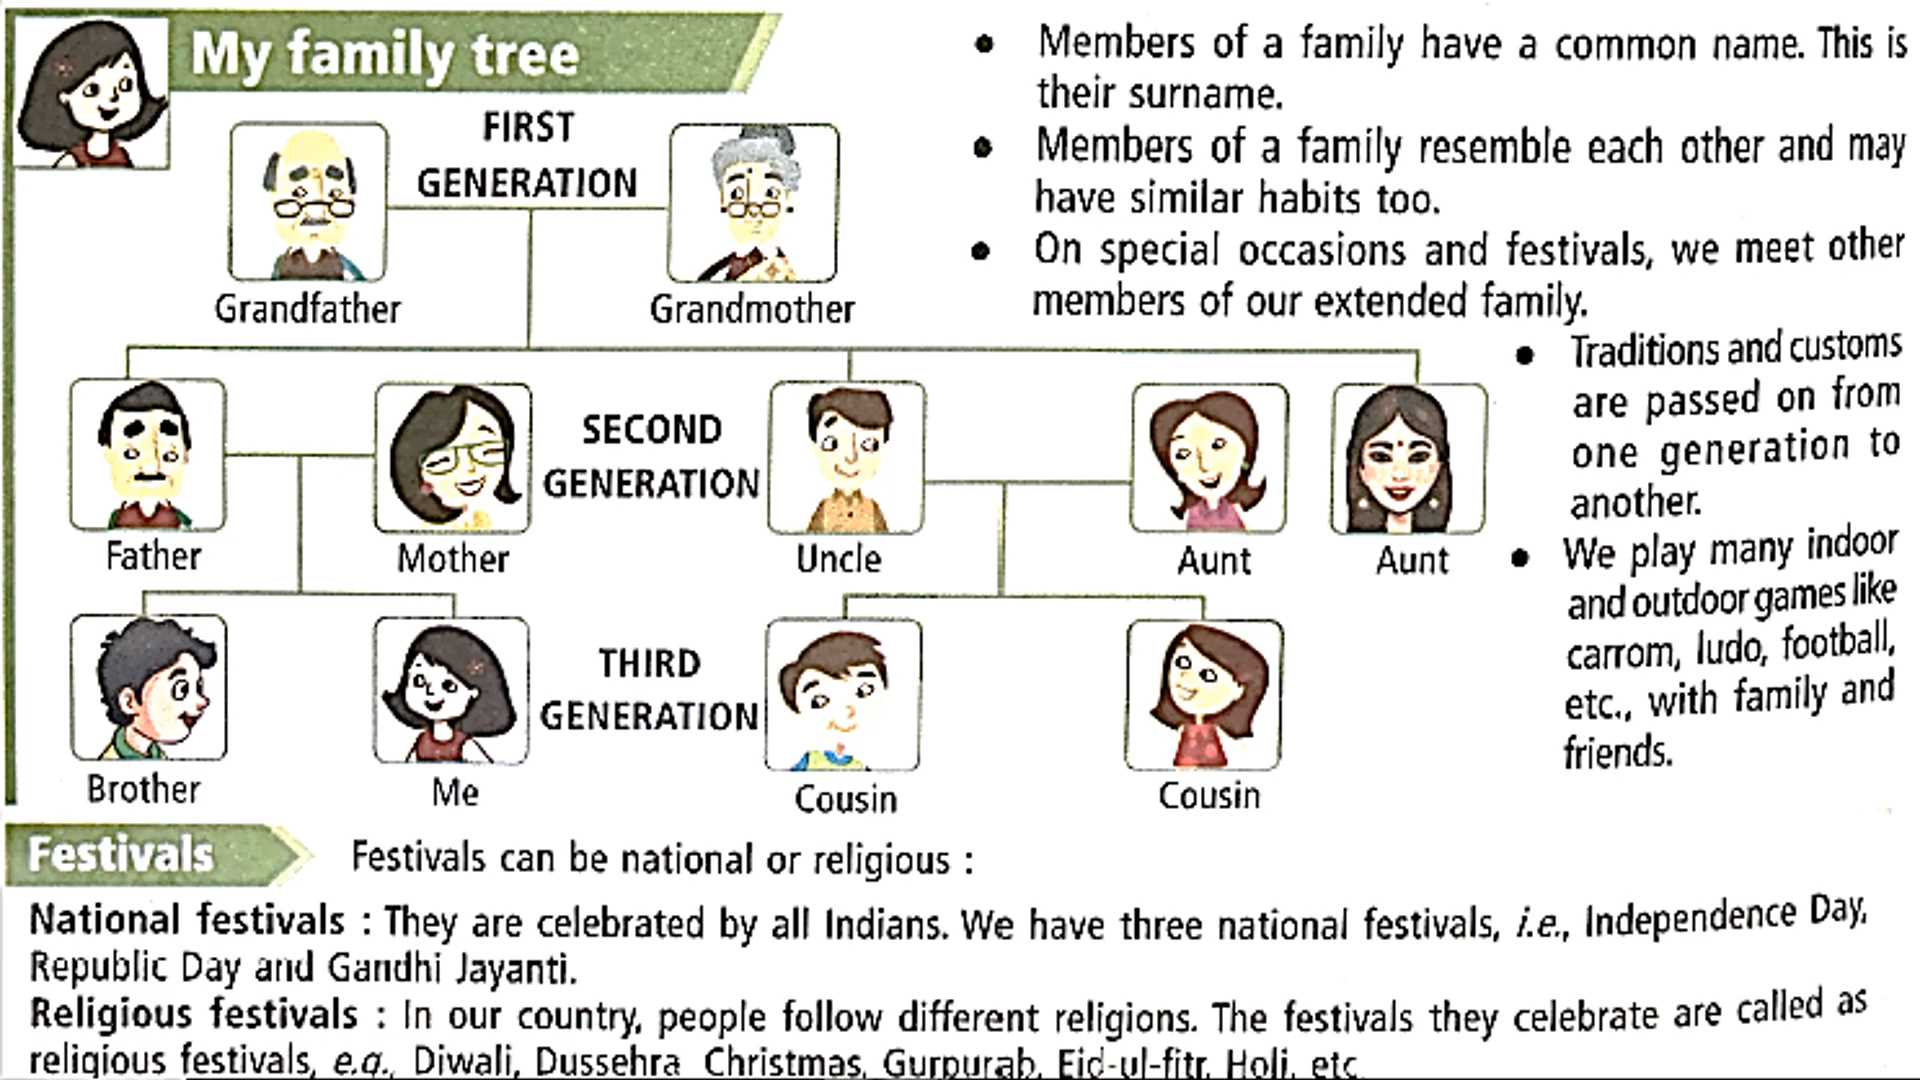 My family tree
FIRST
GENERATION
Grandfather
Grandmother
Father
Mother
SECOND
GENERATION
Uncle
Aunt
Aunt
Brother
Me
THIRD
GENERATION
Cousin
Cousin
• Members of a family have a common name. This is
their surname.
• Members of a family resemble each other and may
have similar habits too.
• On special occasions and festivals, we meet other
members of our extended family.
• Traditions and customs
are passed on from
one generation to
another.
• We play many indoor
and outdoor games like
carrom, ludo, football,
etc., with family and
friends.
Festivals
Festivals can be national or religious :
National festivals : They are celebrated by all Indians. We have three national festivals, i.e., Independence Day,
Republic Day and Gandhi Jayanti.
Religious festivals : In our country, people follow different religions. The festivals they celebrate are called as
religious festivals, e.g., Diwali, Dussehra Christmas, Gurpurab, Eid-ul-fitr, Holi, etc.